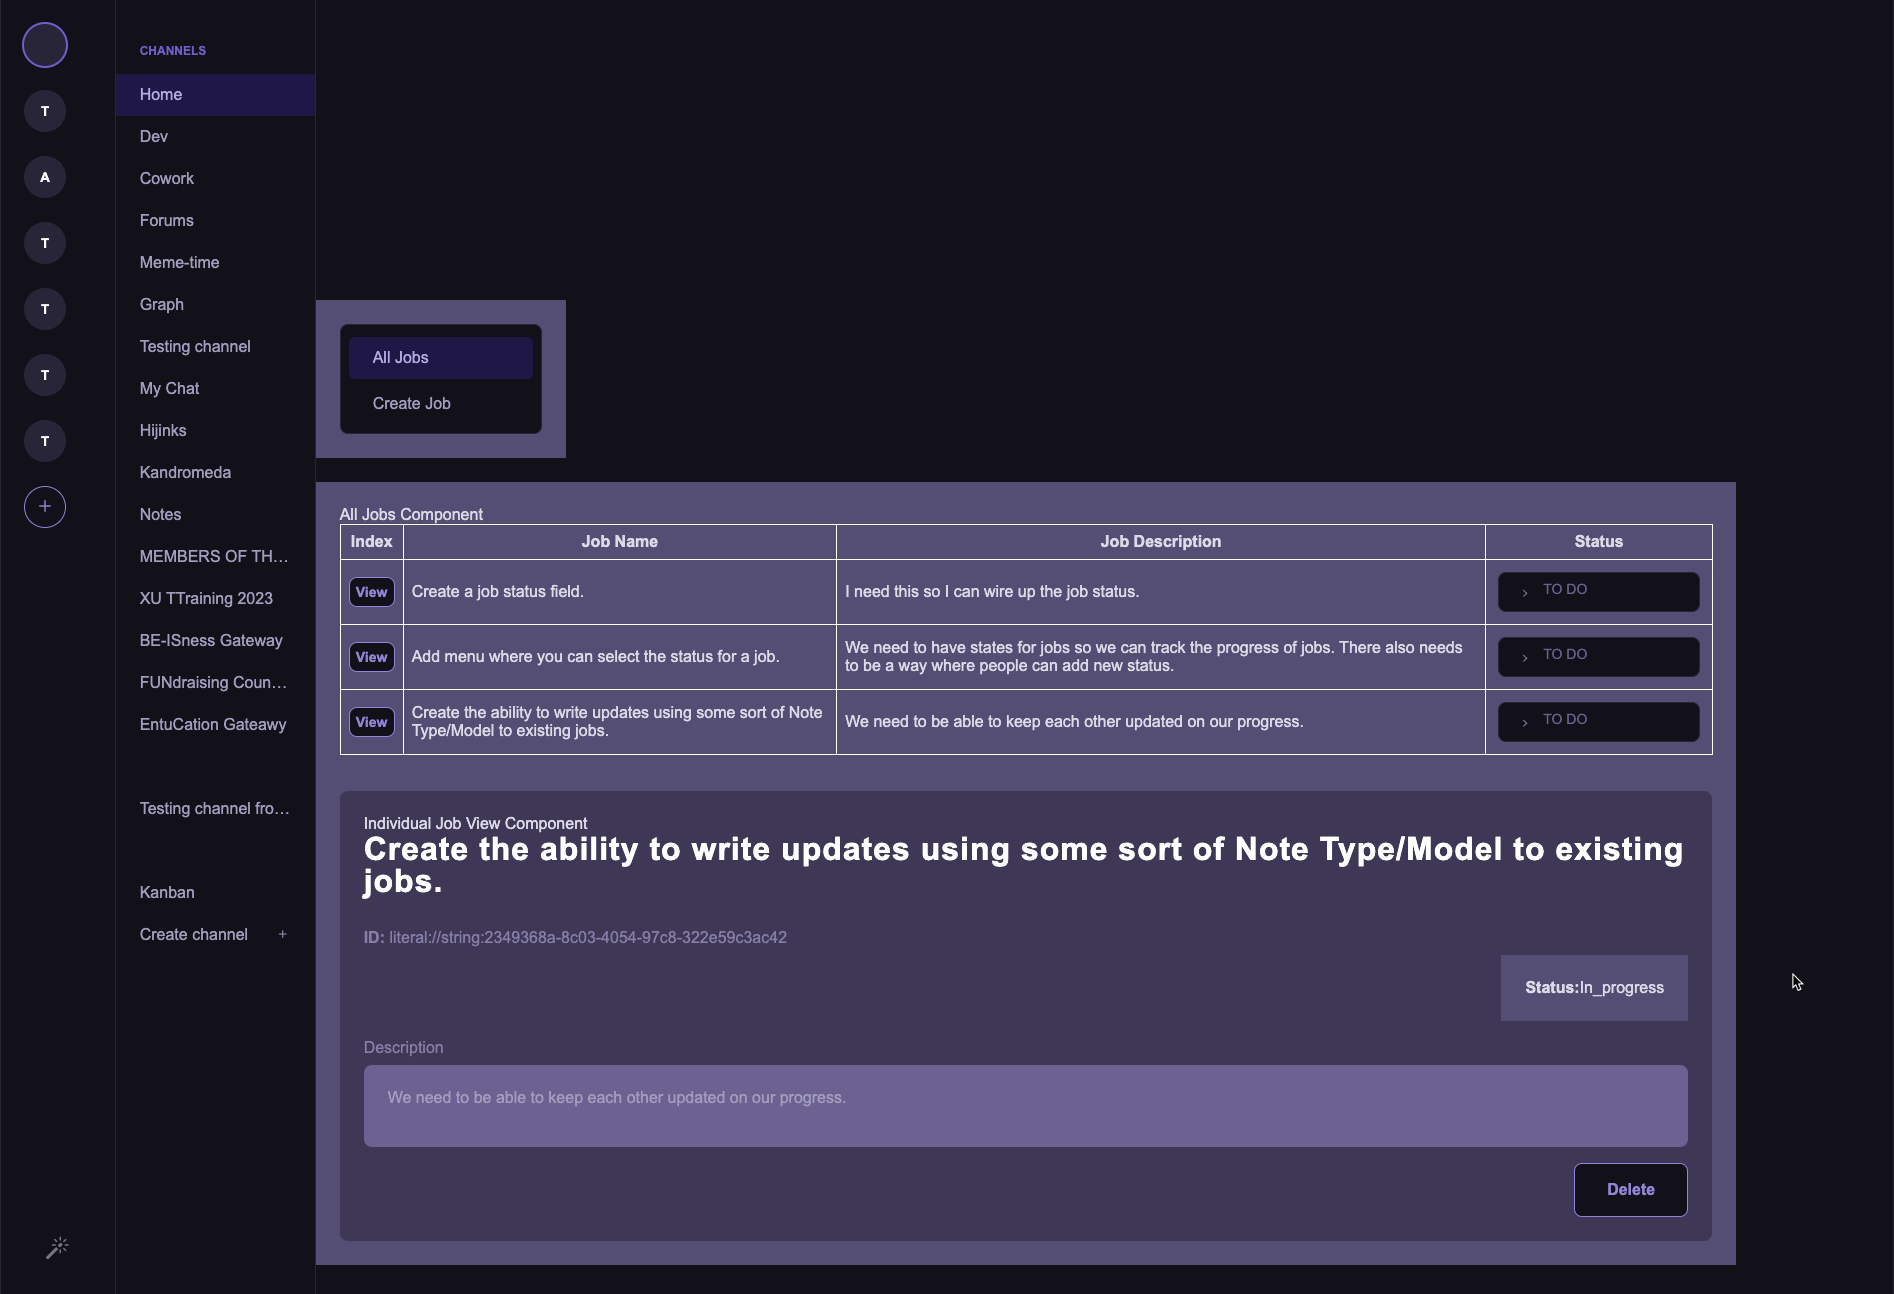 T
A
T
T
T
T
+
CHANNELS
Home
Dev
Cowork
Forums
Meme-time
Graph
Testing channel
My Chat
Hijinks
Kandromeda
Notes
MEMBERS OF TH...
XU TTraining 2023
BE-ISness Gateway
FUNdraising Coun...
EntuCation Gateawy
Testing channel fro...
Kanban
Create channel +
All Jobs
Create Job
All Jobs Component
Index Job Name Job Description Status
View Create a job status field. I need this so I can wire up the job status. TO DO
View Add menu where you can select the status for a job. We need to have states for jobs so we can track the progress of jobs. There also needs
to be a way where people can add new status. TO DO
View Create the ability to write updates using some sort of Note
Type/Model to existing jobs. We need to be able to keep each other updated on our progress. TO DO
Individual Job View Component
Create the ability to write updates using some sort of Note Type/Model to existing
jobs.
ID: literal://string:2349368a-8c03-4054-97c8-322e59c3ac42
Status:In_progress
Description
We need to be able to keep each other updated on our progress.
Delete